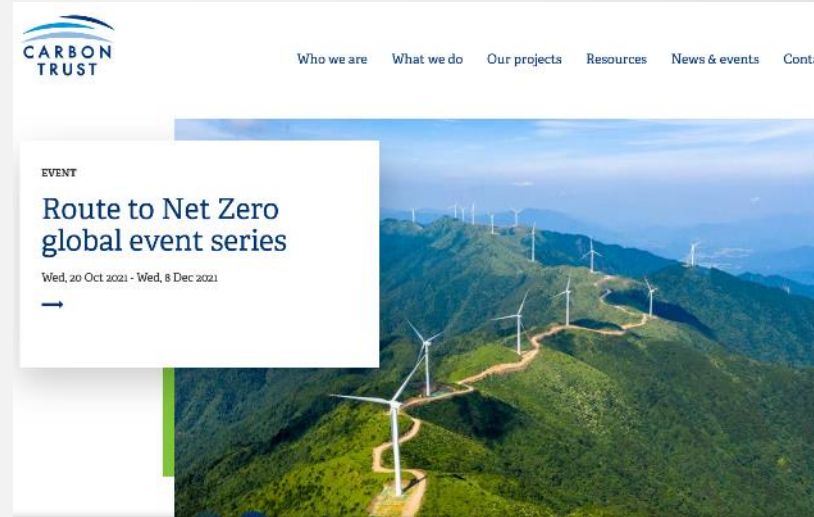 CARBON
TRUST
Who we are What we do Our projects Resources News & events Conta
EVENT
Route to Net Zero
global event series
Wed, 20 Oct 2021 - Wed, 8 Dec 2021